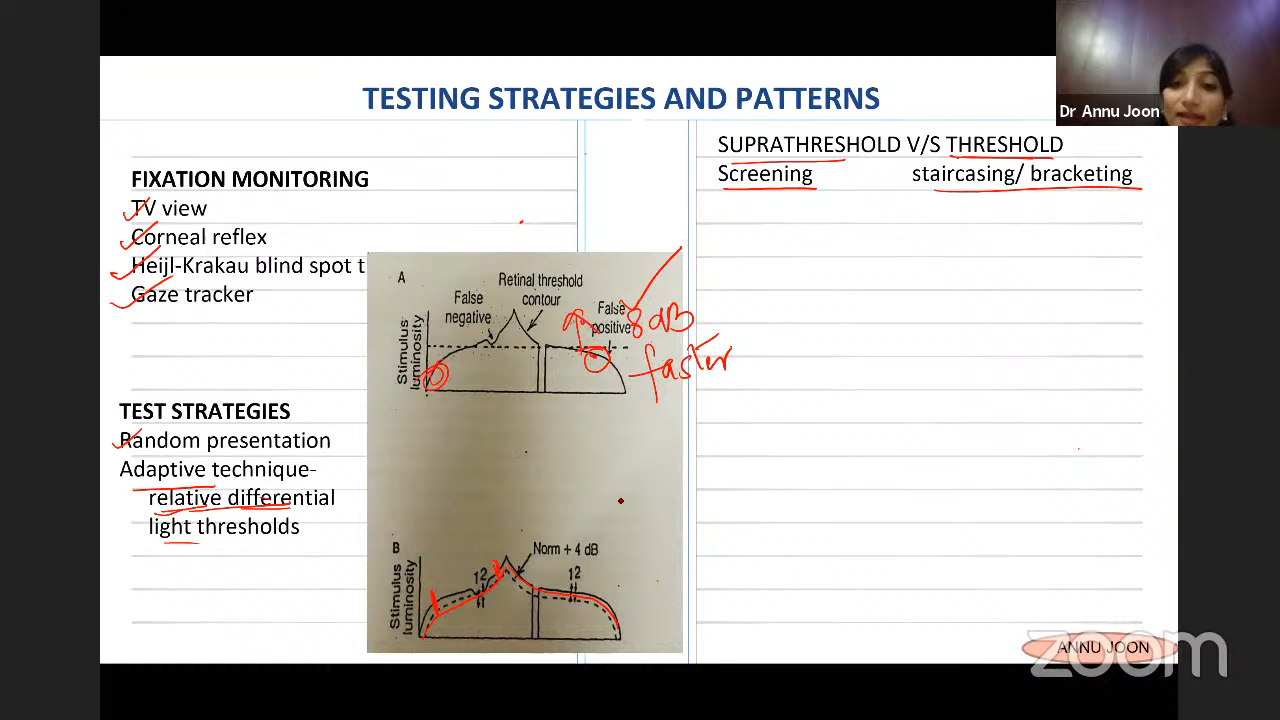 TESTING STRATEGIES AND PATTERNS
Dr Annu Joon
FIXATION MONITORING
TV view
Corneal reflex
Heijl-Krakau blind spot t
Gaze tracker
TEST STRATEGIES
Random presentation
Adaptive technique-
relative differential
light thresholds
A
Retinal threshold
contour
False
negative
False
positive
Stimulus
luminosity
8 dB
faster
B
Norm + 4 dB
12
12
Stimulus
luminosity
SUPRATHRESHOLD V/S THRESHOLD
Screening staircasing/ bracketing
ANNU JOON
zoom